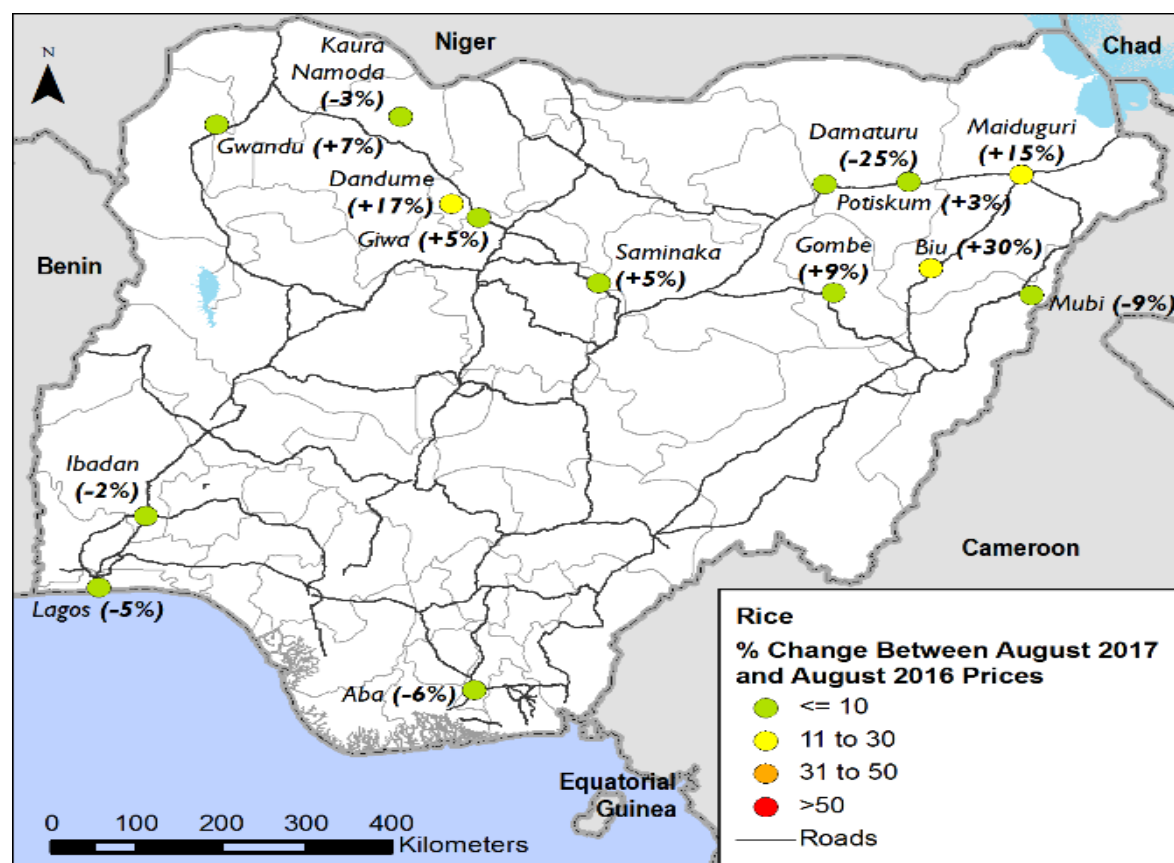 Niger
Chad
N
Kaura
Namoda
(-3%)
Gwandu (+7%)
Damaturu
(-25%)
Maiduguri
(+15%)
Dandume
(+17%)
Potiskum (+3%)
Giwa (+5%)
Saminaka
(+5%)
Gombe
(+9%)
Biu (+30%)
Benin
Mubi (-9%)
Ibadan
(-2%)
Cameroon
Lagos (-5%)
Aba (-6%)
Equatorial
Guinea
0 100 200 300 400
Kilometers
Rice
% Change Between August 2017
and August 2016 Prices
<= 10
11 to 30
31 to 50
>50
Roads